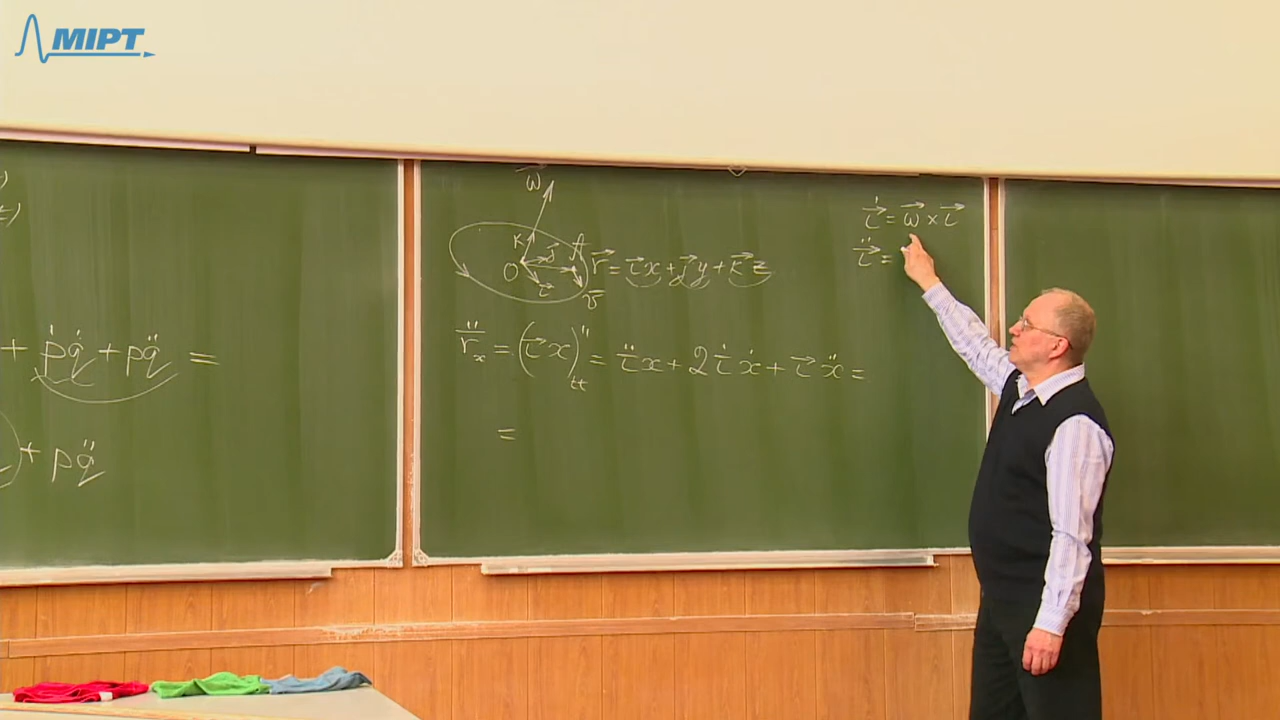 MIPT
+ ṗq̇ + pq̈ =
+ pq̈
ω⃗
K j⃗ A
O i⃗ v⃗
r⃗ = i⃗x + j⃗y + k⃗z
r̈⃗ₓ = (i⃗x)̈ₜₜ = ï⃗x + 2i̇⃗ẋ + i⃗ẍ =
=
i̇⃗ = ω⃗ × i⃗
ï⃗ =